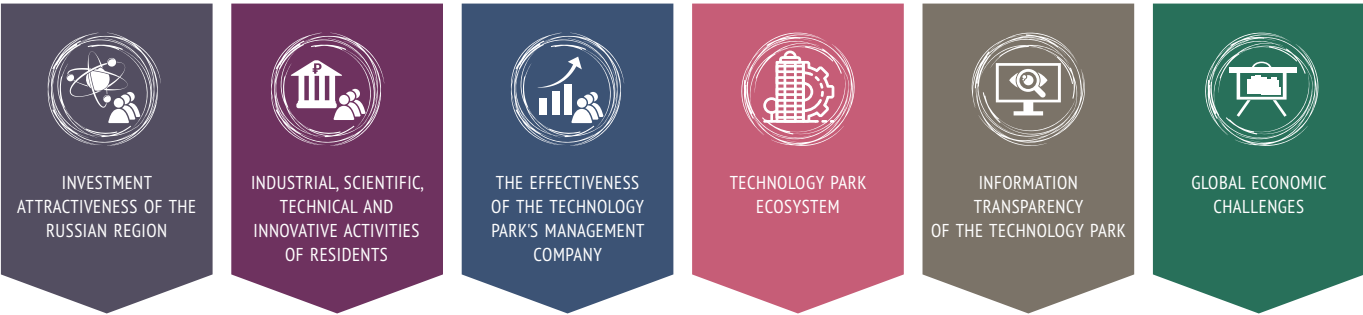 INVESTMENT
ATTRACTIVENESS OF THE
RUSSIAN REGION
INDUSTRIAL, SCIENTIFIC,
TECHNICAL AND
INNOVATIVE ACTIVITIES
OF RESIDENTS
THE EFFECTIVENESS
OF THE TECHNOLOGY
PARK'S MANAGEMENT
COMPANY
TECHNOLOGY PARK
ECOSYSTEM
INFORMATION
TRANSPARENCY
OF THE TECHNOLOGY PARK
GLOBAL ECONOMIC
CHALLENGES